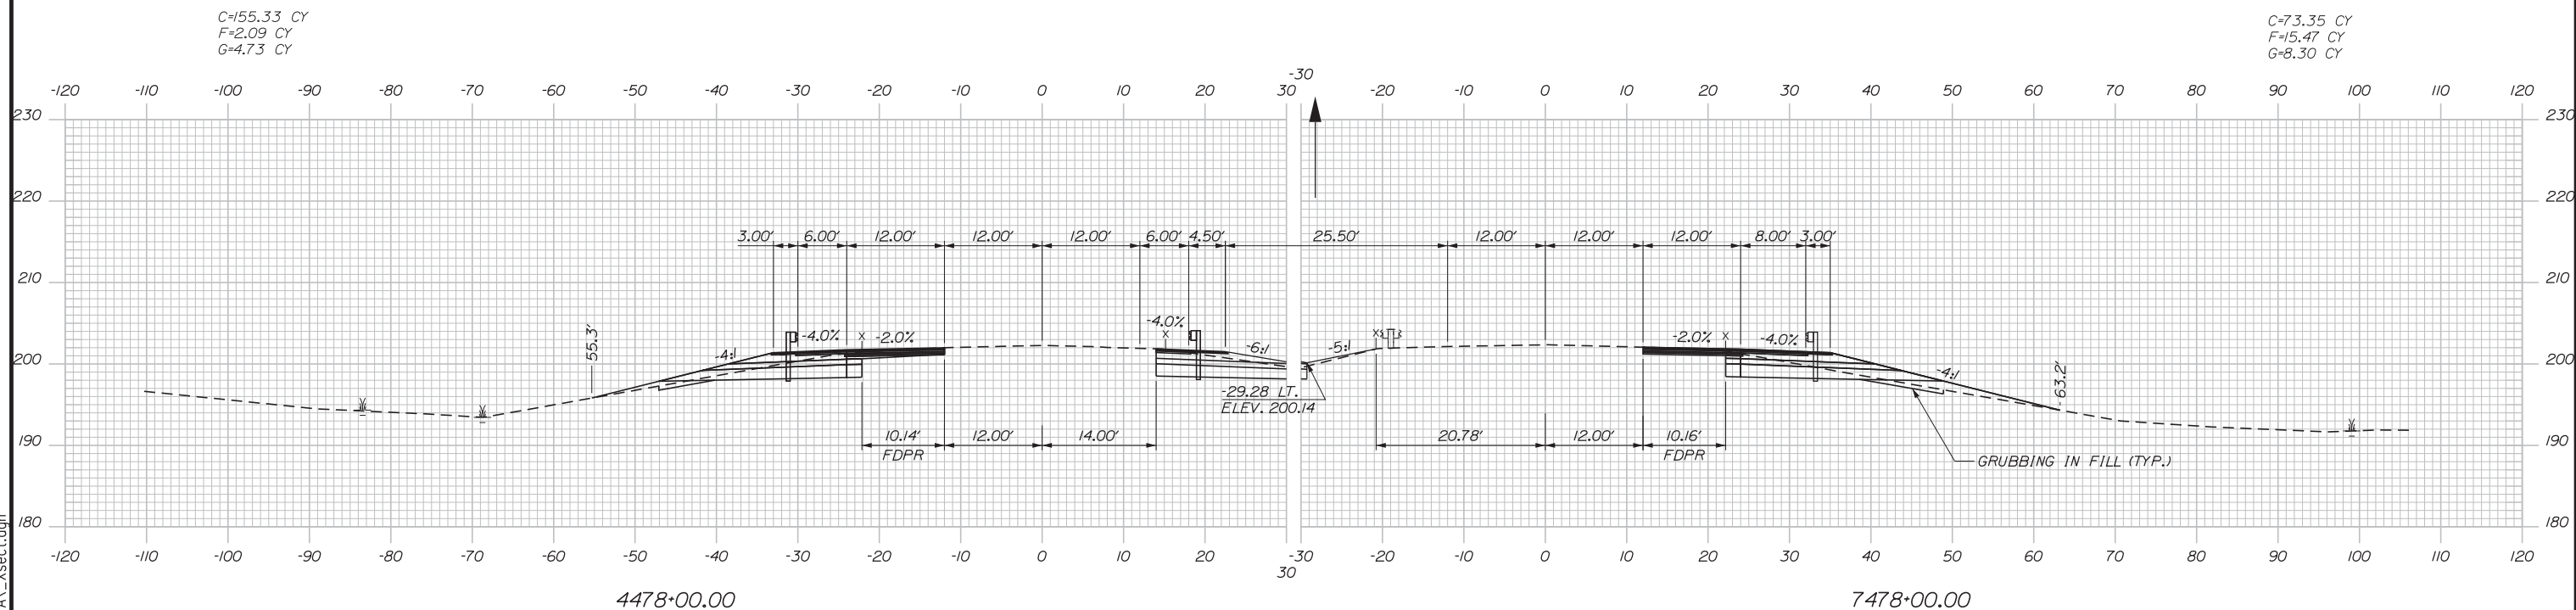 C=155.33 CY
F=2.09 CY
G=4.73 CY
C=73.35 CY
F=15.47 CY
G=8.30 CY
-30
-120 -110 -100 -90 -80 -70 -60 -50 -40 -30 -20 -10 0 10 20 30 -20 -10 0 10 20 30 40 50 60 70 80 90 100 110 120
230 230
220 220
3.00' 6.00' 12.00' 12.00' 12.00' 6.00' 4.50' 25.50' 12.00' 12.00' 12.00' 8.00' 3.00'
210 210
55.3' -4:1 -4.0% X -2.0% -4.0% X -6:1 -5:1 X -2.0% X -4.0% -4:1 63.2'
200 200
-29.28 LT.
ELEV. 200.14
190 10.14' 12.00' 14.00' 20.78' 12.00' 10.16' 190
FDPR FDPR
GRUBBING IN FILL (TYP.)
180 180
-120 -110 -100 -90 -80 -70 -60 -50 -40 -30 -20 -10 0 10 20 -30 -20 -10 0 10 20 30 40 50 60 70 80 90 100 110 120
30
4478+00.00 7478+00.00